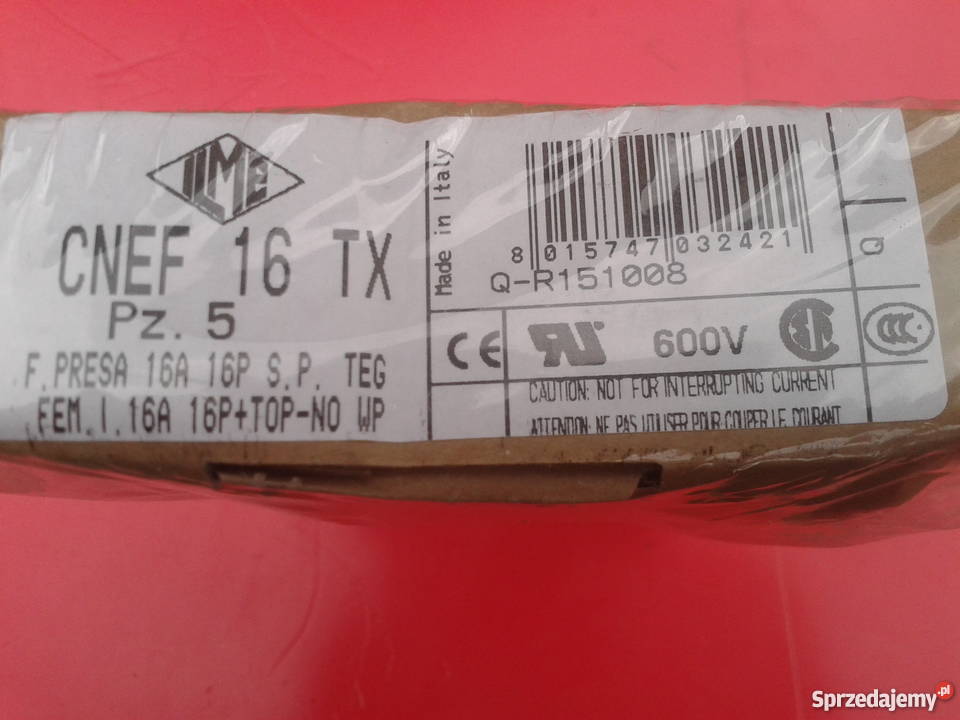 ILME
CNEF 16 TX
Pz. 5
F.PRESA 16A 16P S.P. TEG
FEM.I.16A 16P+TOP-NO WP
Made in Italy
8 015747 032421
Q-R151008
Q
CE
RU
600V
CAUTION: NOT FOR INTERRUPTING CURRENT
ATTENTION: NE PAS UTILISER POUR COUPER LE COURANT
Sprzedajemy.pl